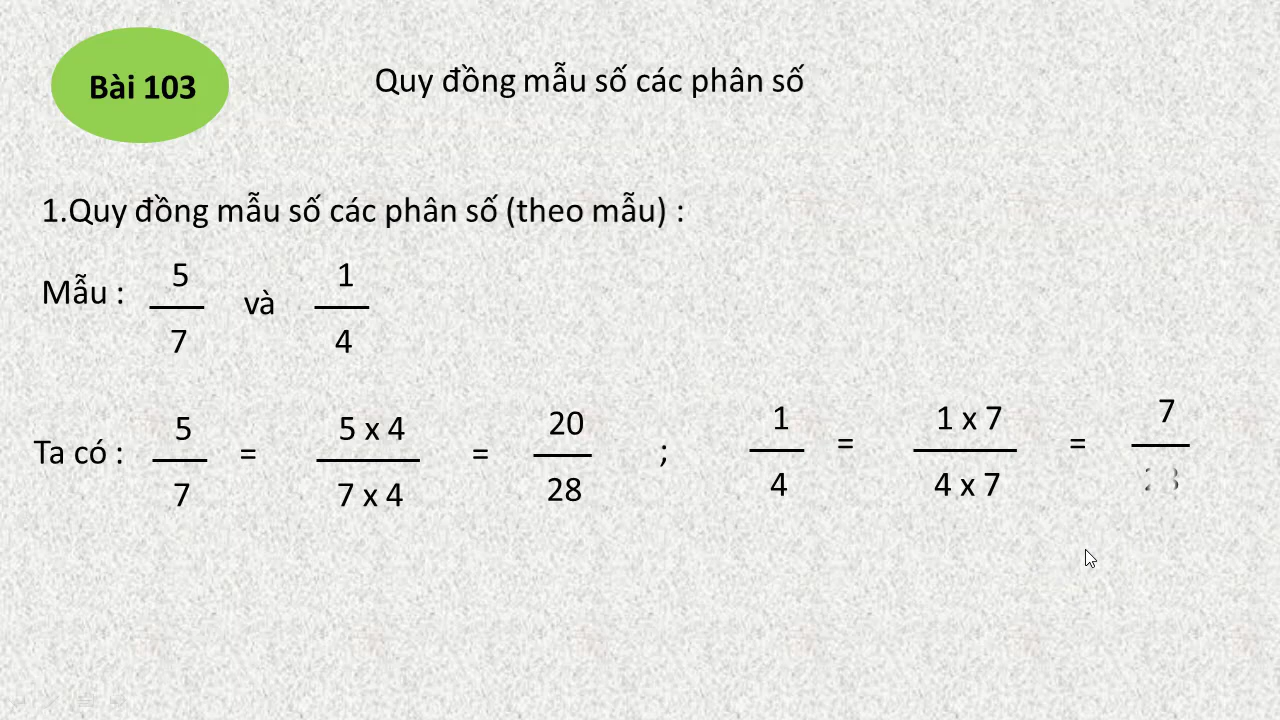 Bài 103
Quy đồng mẫu số các phân số
1.Quy đồng mẫu số các phân số (theo mẫu) :
Mẫu : 5/7 và 1/4
Ta có : 5/7 = 5 x 4/7 x 4 = 20/28 ; 1/4 = 1 x 7/4 x 7 = 7/28